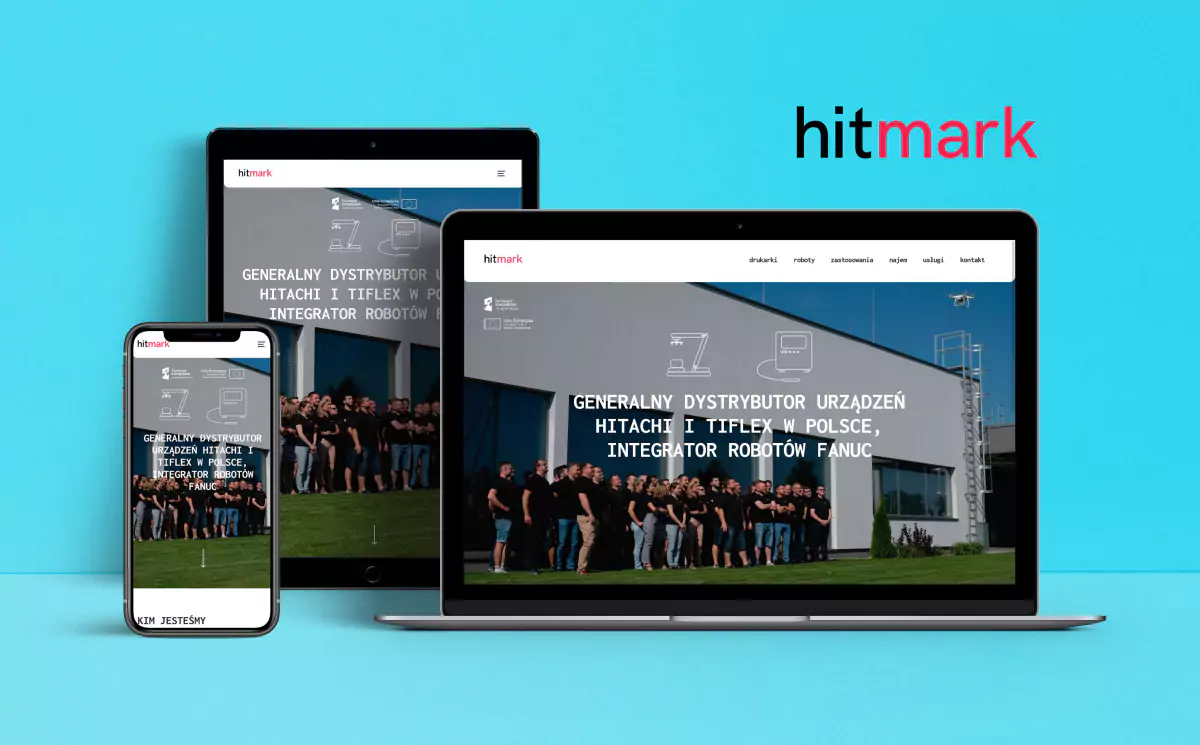 hitmark
hitmark
GENERALNY DYSTRYBUTOR U
HITACHI I TIFLEX W PO
INTEGRATOR ROBOTÓW F
hitmark
drukarki roboty zastosowania najem usługi kontakt
GENERALNY DYSTRYBUTOR URZĄDZEŃ
HITACHI I TIFLEX W POLSCE,
INTEGRATOR ROBOTÓW FANUC
hitmark
GENERALNY DYSTRYBUTOR
URZĄDZEŃ HITACHI I
TIFLEX W POLSCE,
INTEGRATOR ROBOTÓW
FANUC
KIM JESTEŚMY